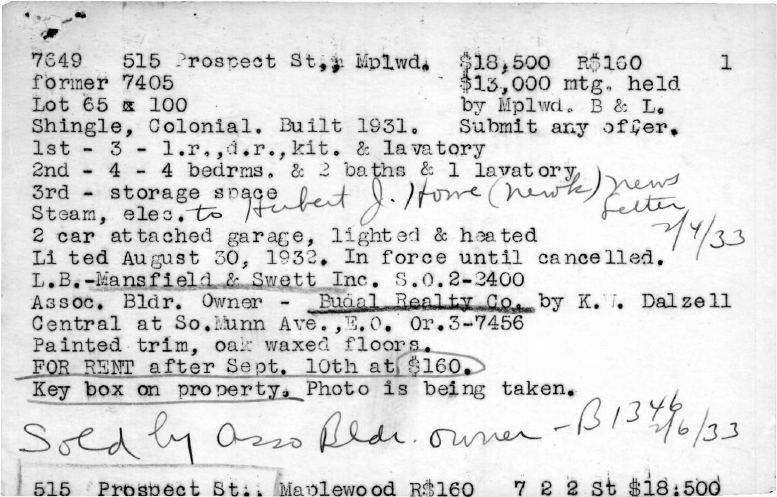 7649 515 Prospect St., Mplwd. $18,500 R$160 1
former 7405 $13,000 mtg. held
Lot 65 x 100 by Mplwd. B & L.
Shingle, Colonial. Built 1931. Submit any offer.
1st - 3 - l.r.,d.r.,kit. & lavatory
2nd - 4 - 4 bedrms. & 2 baths & 1 lavatory
3rd - storage space
Steam, elec. to Herbert J. Howe (newk) news letter 2/4/33
2 car attached garage, lighted & heated
Li ted August 30, 1932. In force until cancelled.
L.B.-Mansfield & Swett Inc. S.O.2-2400
Assoc. Bldr. Owner - Budal Realty Co. by K.W. Dalzell
Central at So.Munn Ave.,E.O. Or.3-7456
Painted trim, oak waxed floors.
FOR RENT after Sept. 10th at $160.
Key box on property. Photo is being taken.
Sold by Asso Bldr. owner - B1346 2/6/33
515 Prospect St., Maplewood R$160 7 2 2 St $18,500